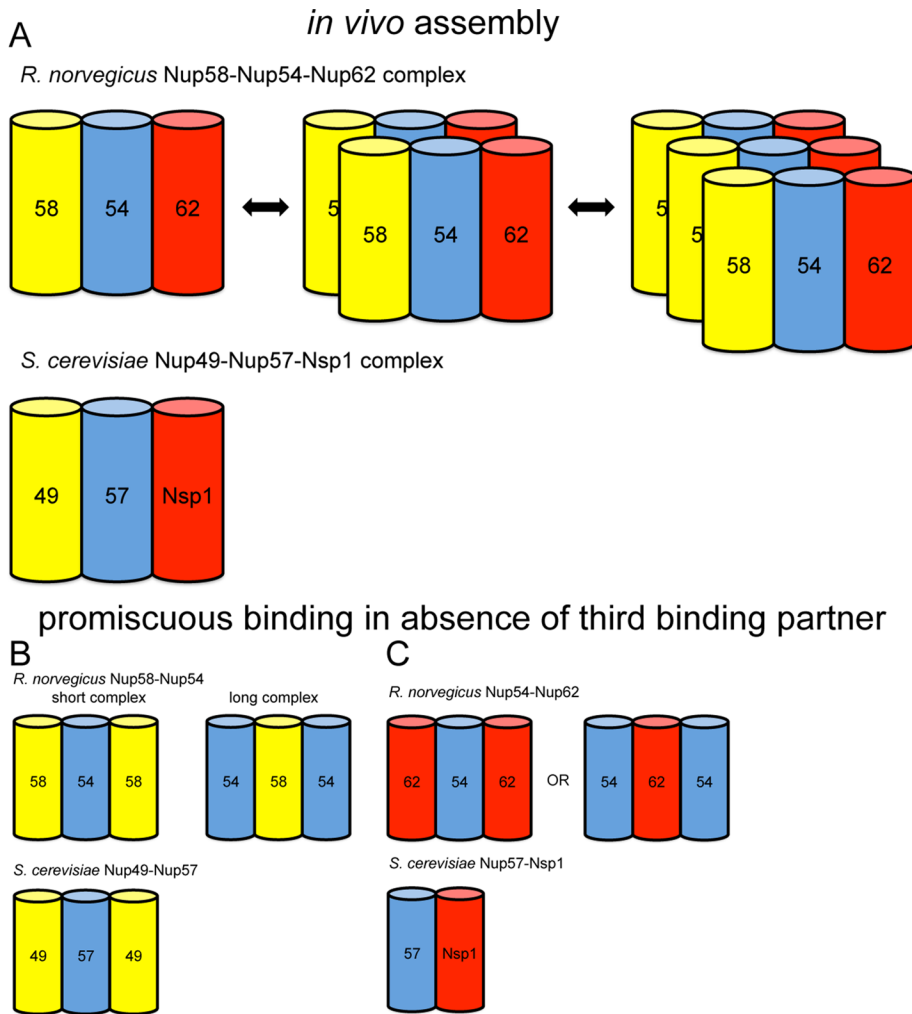 in vivo assembly
A
R. norvegicus Nup58-Nup54-Nup62 complex
58 54 62
5
58 54 62
5
5
58 54 62
S. cerevisiae Nup49-Nup57-Nsp1 complex
49 57 Nsp1
promiscuous binding in absence of third binding partner
B
R. norvegicus Nup58-Nup54
short complex
long complex
58 54 58
54 58 54
S. cerevisiae Nup49-Nup57
49 57 49
C
R. norvegicus Nup54-Nup62
62 54 62
OR
54 62 54
S. cerevisiae Nup57-Nsp1
57 Nsp1